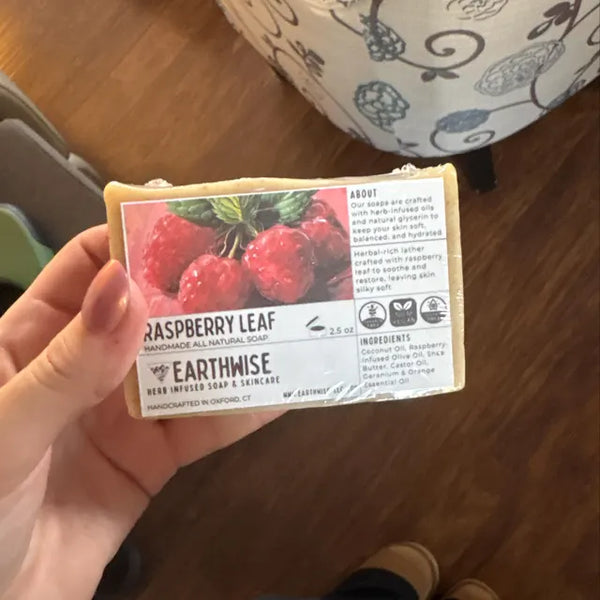 ABOUT
Our soaps are crafted
with herb-infused oils
and natural glycerin to
keep your skin soft,
balanced, and hydrated
Herbal-rich lather
crafted with raspberry
leaf to soothe and
restore, leaving skin
silky soft
RASPBERRY LEAF
HANDMADE ALL NATURAL SOAP
2.5 oz
EARTHWISE
HERB INFUSED SOAP & SKINCARE
HANDCRAFTED IN OXFORD, CT
VEGAN
INGREDIENTS
Coconut Oil, Raspberry-
Infused Olive Oil, Shea
Butter, Castor Oil,
Geranium & Orange
Essential Oil